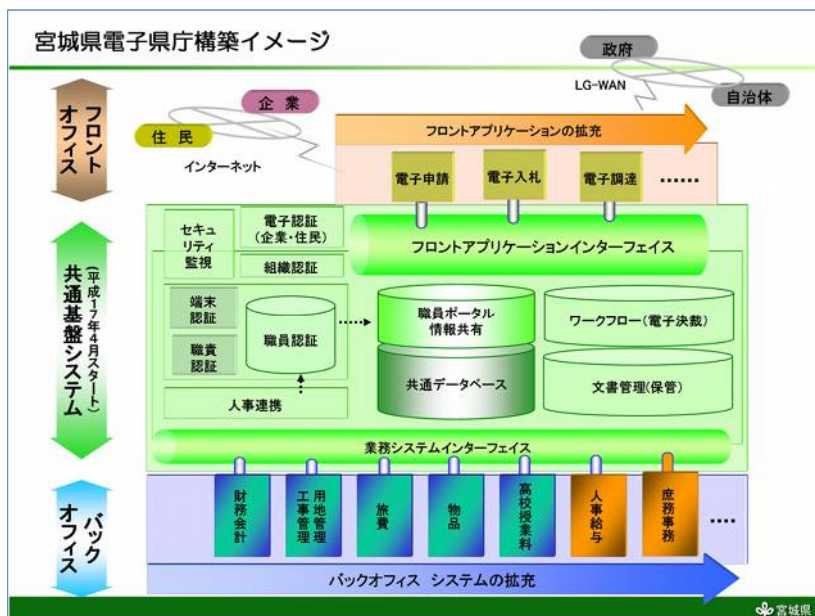 宮城県電子県庁構築イメージ
政府
LG-WAN
自治体
企業
住民
インターネット
フロント
オフィス
フロントアプリケーションの拡充
電子申請
電子入札
電子調達
……
共通基盤システム
(平成17年4月スタート)
セキュ
リティ
監視
電子認証
(企業・住民)
組織認証
フロントアプリケーションインターフェイス
端末
認証
職責
認証
職員認証
人事連携
職員ポータル
情報共有
共通データベース
ワークフロー(電子決裁)
文書管理(保管)
業務システムインターフェイス
バック
オフィス
財務会計
用地管理
工事管理
旅費
物品
高校授業料
人事給与
庶務事務
‥‥
バックオフィス システムの拡充
宮城県